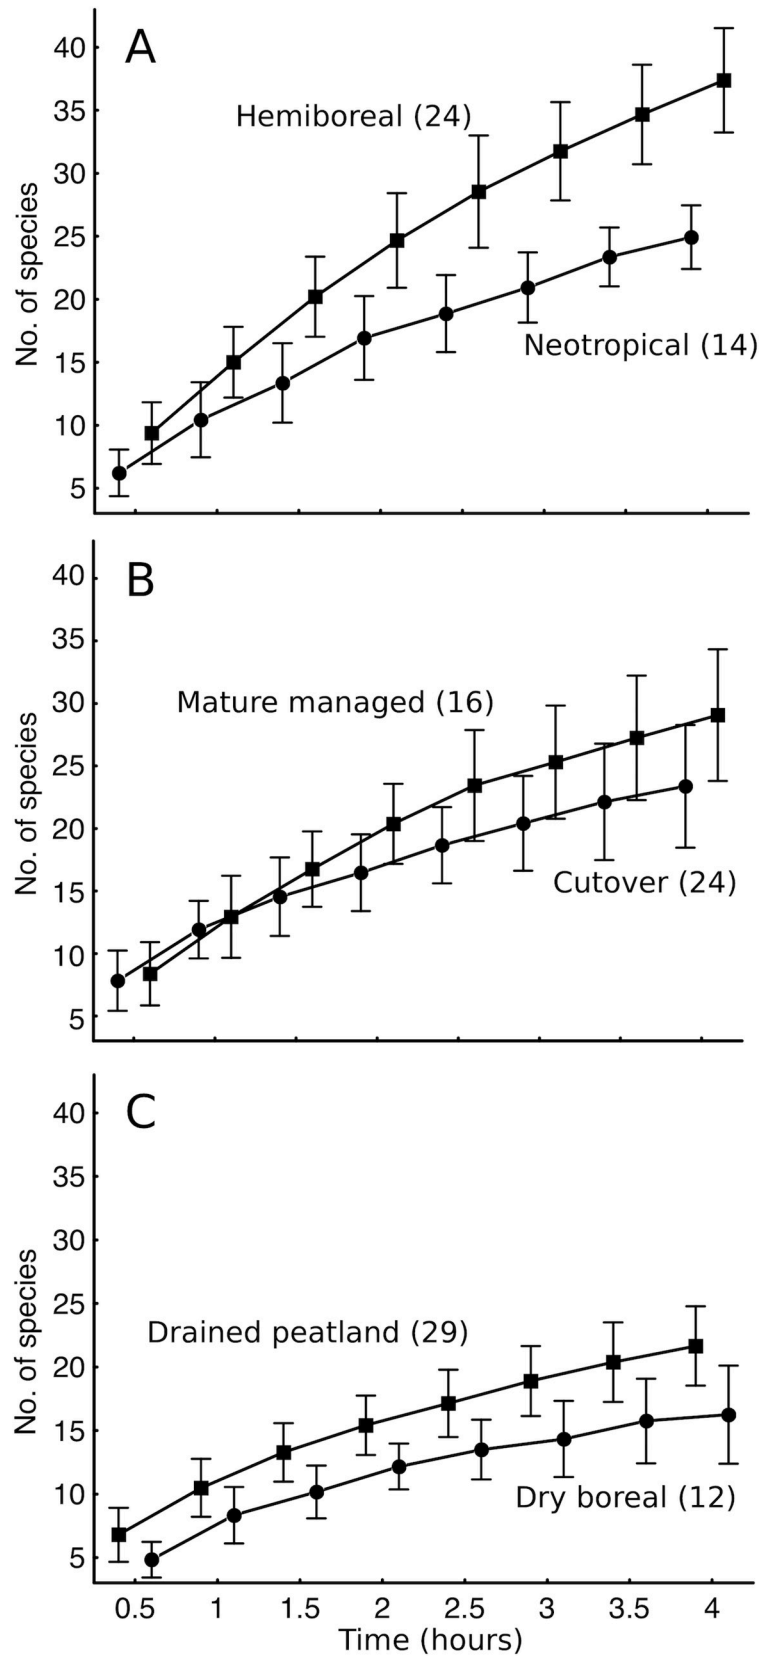 A
40
35
30
25
20
15
10
5
No. of species
Hemiboreal (24)
Neotropical (14)
B
40
35
30
25
20
15
10
5
No. of species
Mature managed (16)
Cutover (24)
C
40
35
30
25
20
15
10
5
No. of species
Drained peatland (29)
Dry boreal (12)
0.5 1 1.5 2 2.5 3 3.5 4
Time (hours)